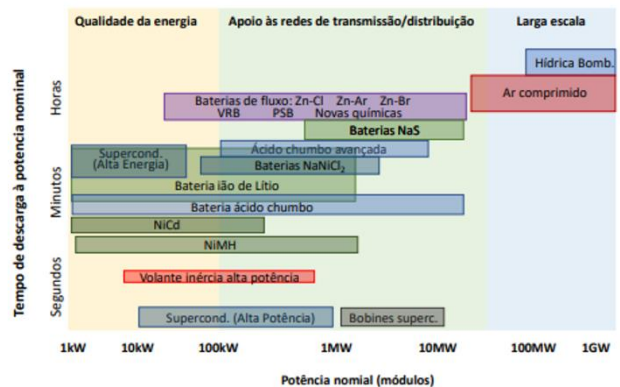 Qualidade da energia
Apoio às redes de transmissão/distribuição
Larga escala
Tempo de descarga à potencia nominal
Horas
Minutos
Segundos
Hídrica Bomb.
Ar comprimido
Baterias de fluxo: Zn-Cl Zn-Ar Zn-Br
VRB PSB Novas químicas
Baterias NaS
Ácido chumbo avançada
Supercond.
(Alta Energia)
Baterias NaNiCl₂
Bateria ião de Lítio
Bateria ácido chumbo
NiCd
NiMH
Volante inércia alta potência
Supercond. (Alta Potência)
Bobines superc.
1kW 10kW 100kW 1MW 10MW 100MW 1GW
Potência nomial (módulos)